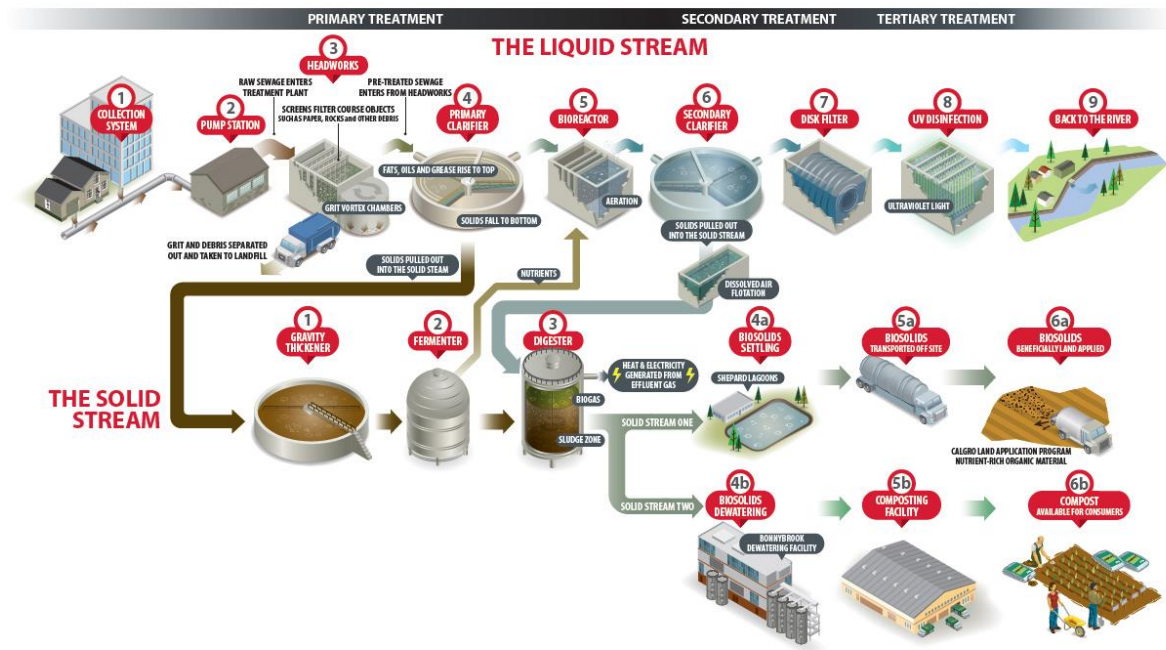 PRIMARY TREATMENT
SECONDARY TREATMENT
TERTIARY TREATMENT
THE LIQUID STREAM
1
COLLECTION
SYSTEM
2
PUMP STATION
RAW SEWAGE ENTERS
TREATMENT PLANT
3
HEADWORKS
SCREENS FILTER COURSE OBJECTS
SUCH AS PAPER, ROCKS and OTHER DEBRIS
PRE-TREATED SEWAGE
ENTERS FROM HEADWORKS
GRIT VORTEX CHAMBERS
GRIT AND DEBRIS SEPARATED
OUT AND TAKEN TO LANDFILL
4
PRIMARY
CLARIFIER
FATS, OILS AND GREASE RISE TO TOP
SOLIDS FALL TO BOTTOM
SOLIDS PULLED OUT
INTO THE SOLID STEAM
5
BIOREACTOR
AERATION
NUTRIENTS
6
SECONDARY
CLARIFIER
SOLIDS PULLED OUT
INTO THE SOLID STREAM
DISSOLVED AIR
FLOTATION
7
DISK FILTER
8
UV DISINFECTION
ULTRAVIOLET LIGHT
9
BACK TO THE RIVER
THE SOLID
STREAM
1
GRAVITY
THICKENER
2
FERMENTER
3
DIGESTER
HEAT & ELECTRICITY
GENERATED FROM
EFFLUENT GAS
BIOGAS
SLUDGE ZONE
SOLID STREAM ONE
4a
BIOSOLIDS
SETTLING
SHEPARD LAGOONS
5a
BIOSOLIDS
TRANSPORTED OFF SITE
6a
BIOSOLIDS
BENEFICIALLY LAND APPLIED
CALGRO LAND APPLICATION PROGRAM
NUTRIENT-RICH ORGANIC MATERIAL
SOLID STREAM TWO
4b
BIOSOLIDS
DEWATERING
BONNYBROOK
DEWATERING FACILITY
5b
COMPOSTING
FACILITY
6b
COMPOST
AVAILABLE FOR CONSUMERS